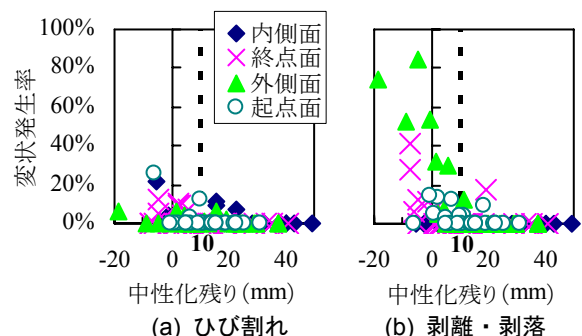 変状発生率
100%
80%
60%
40%
20%
0%
内側面
終点面
外側面
起点面
-20 0 20 40
10
中性化残り(mm)
(a) ひび割れ
-20 0 20 40
10
中性化残り(mm)
(b) 剥離・剥落